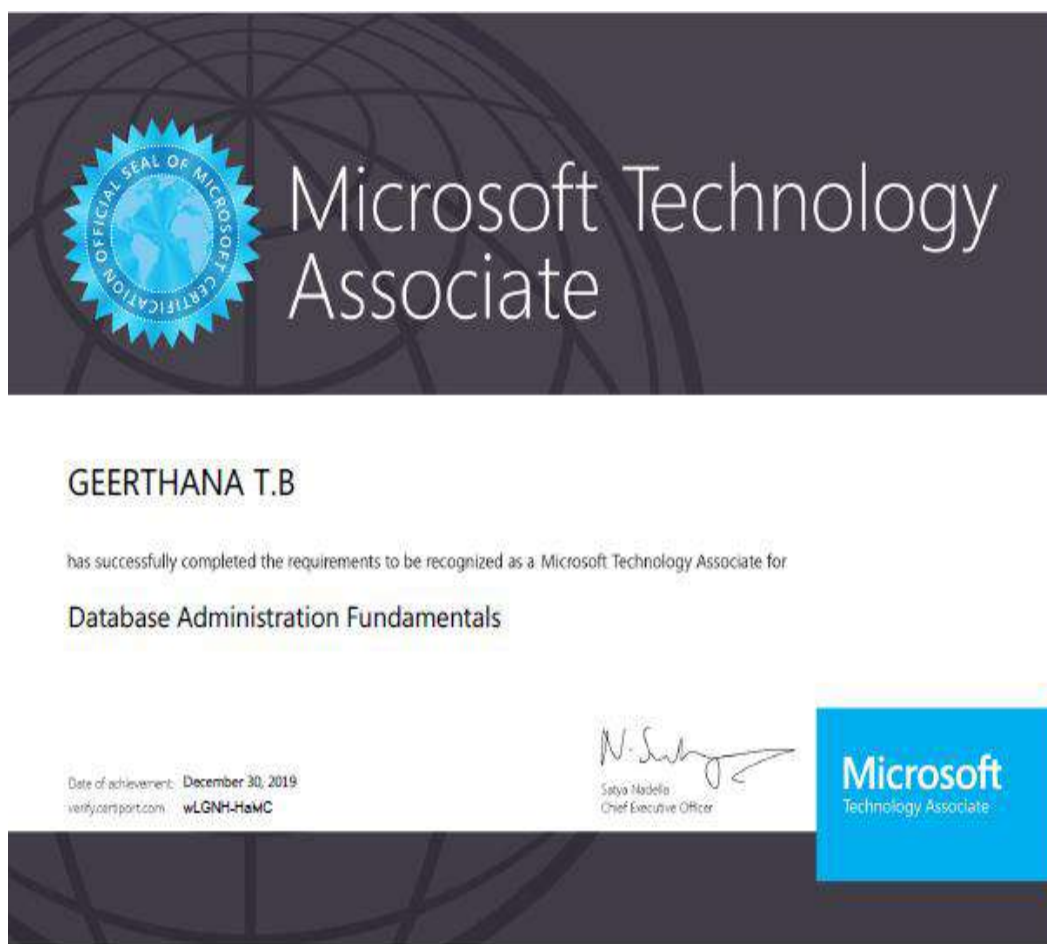 OFFICIAL SEAL OF MICROSOFT CERTIFICATION
Microsoft Technology
Associate
GEERTHANA T.B
has successfully completed the requirements to be recognized as a Microsoft Technology Associate for
Database Administration Fundamentals
Date of achievement: December 30, 2019
verify.certiport.com wLGNH-HaMC
N. Satya
Satya Nadella
Chief Executive Officer
Microsoft
Technology Associate